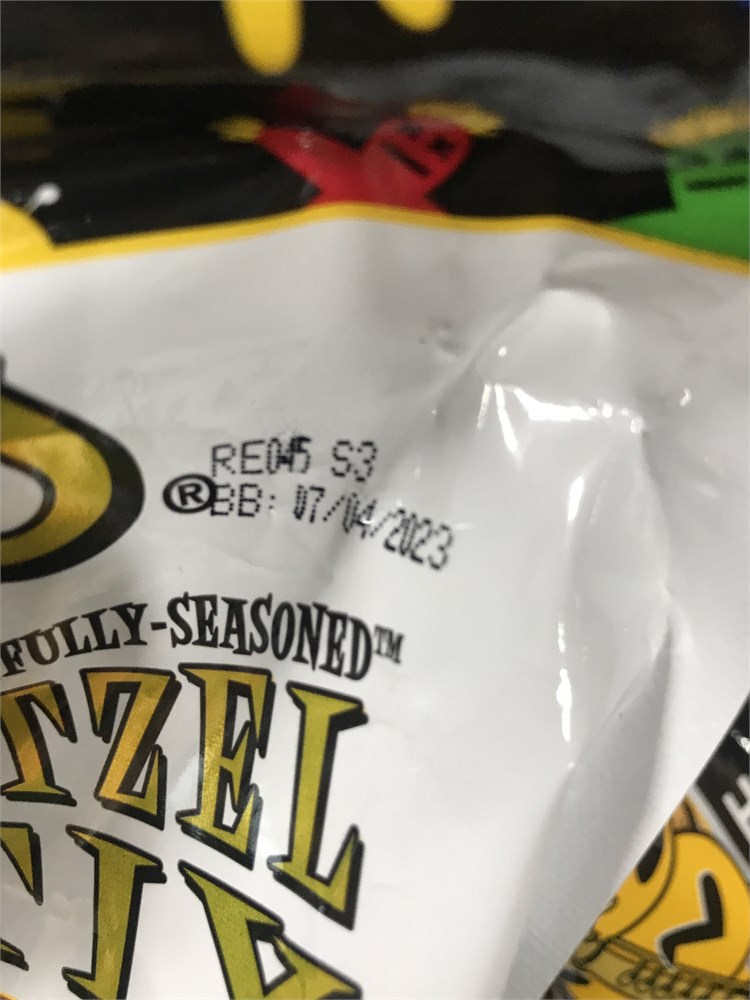 RE045 S3
®BB: 07/04/2023
FULLY-SEASONED™
TZEL